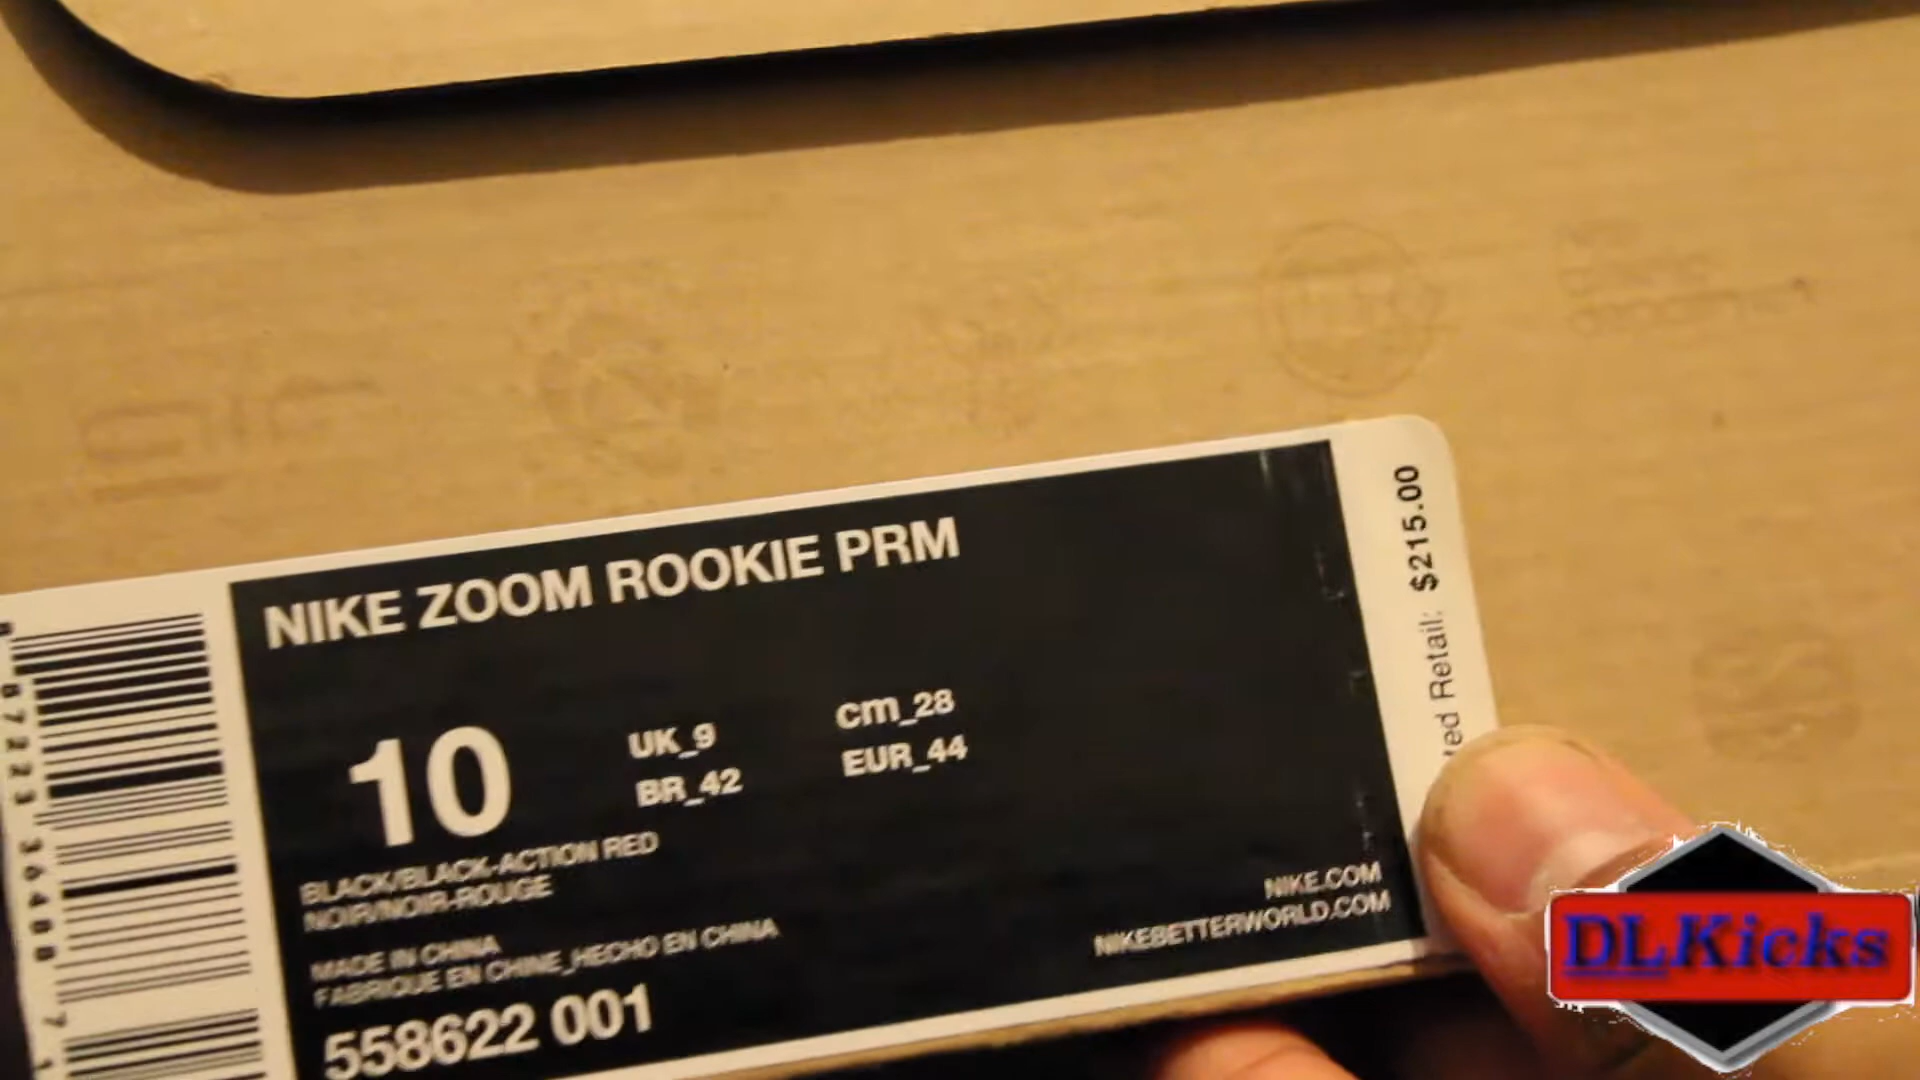 NIKE ZOOM ROOKIE PRM
10
UK_9
cm_28
BR_42
EUR_44
BLACK/BLACK-ACTION RED
NOIR/NOIR-ROUGE
MADE IN CHINA
FABRIQUE EN CHINE_HECHO EN CHINA
558622 001
NIKE.COM
NIKEBETTERWORLD.COM
Retail: $215.00
DLKicks